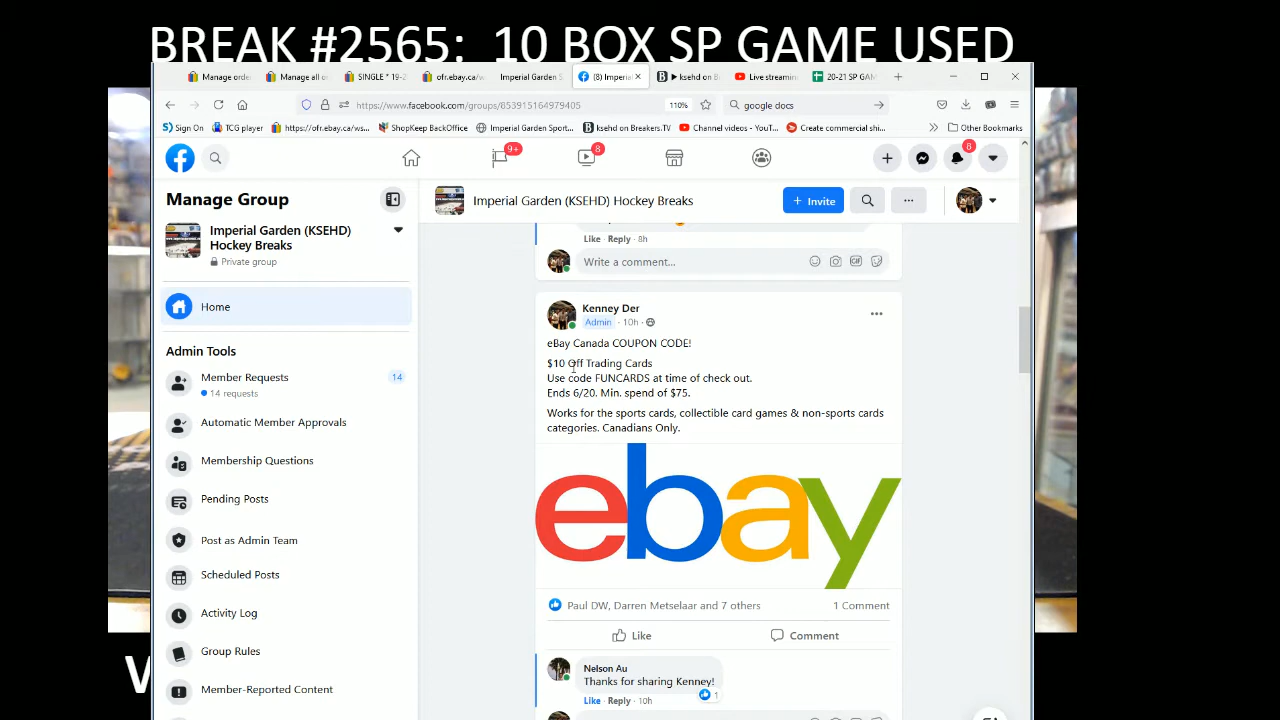 BREAK #2565: 10 BOX SP GAME USED
Manage order
Manage all o
SINGLE * 19-2
ofr.ebay.ca/w
Imperial Garden S
(8) Imperial
▶ ksehd on B
Live streamin
20-21 SP GAM
https://www.facebook.com/groups/853915164979405
110%
google docs
Sign On
TCG player
https://ofr.ebay.ca/ws...
ShopKeep BackOffice
Imperial Garden Sport...
ksehd on Breakers.TV
Channel videos - YouT...
Create commercial shi...
Other Bookmarks
9+
8
8
Manage Group
Imperial Garden (KSEHD)
Hockey Breaks
Private group
Home
Admin Tools
Member Requests
14
14 requests
Automatic Member Approvals
Membership Questions
Pending Posts
Post as Admin Team
Scheduled Posts
Activity Log
Group Rules
Member-Reported Content
Imperial Garden (KSEHD) Hockey Breaks
+ Invite
Like · Reply · 8h
Write a comment...
GIF
Kenney Der
Admin · 10h ·
eBay Canada COUPON CODE!
$10 Off Trading Cards
Use code FUNCARDS at time of check out.
Ends 6/20. Min. spend of $75.
Works for the sports cards, collectible card games & non-sports cards
categories. Canadians Only.
ebay
Paul DW, Darren Metselaar and 7 others
1 Comment
Like
Comment
Nelson Au
Thanks for sharing Kenney!
1
Like · Reply · 10h